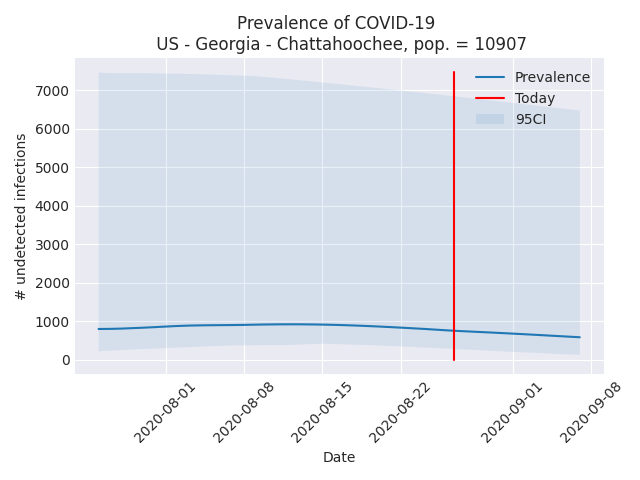 Prevalence of COVID-19
US - Georgia - Chattahoochee, pop. = 10907
Prevalence
Today
95CI
7000
6000
5000
4000
3000
2000
1000
0
# undetected infections
2020-08-01
2020-08-08
2020-08-15
2020-08-22
2020-09-01
2020-09-08
Date